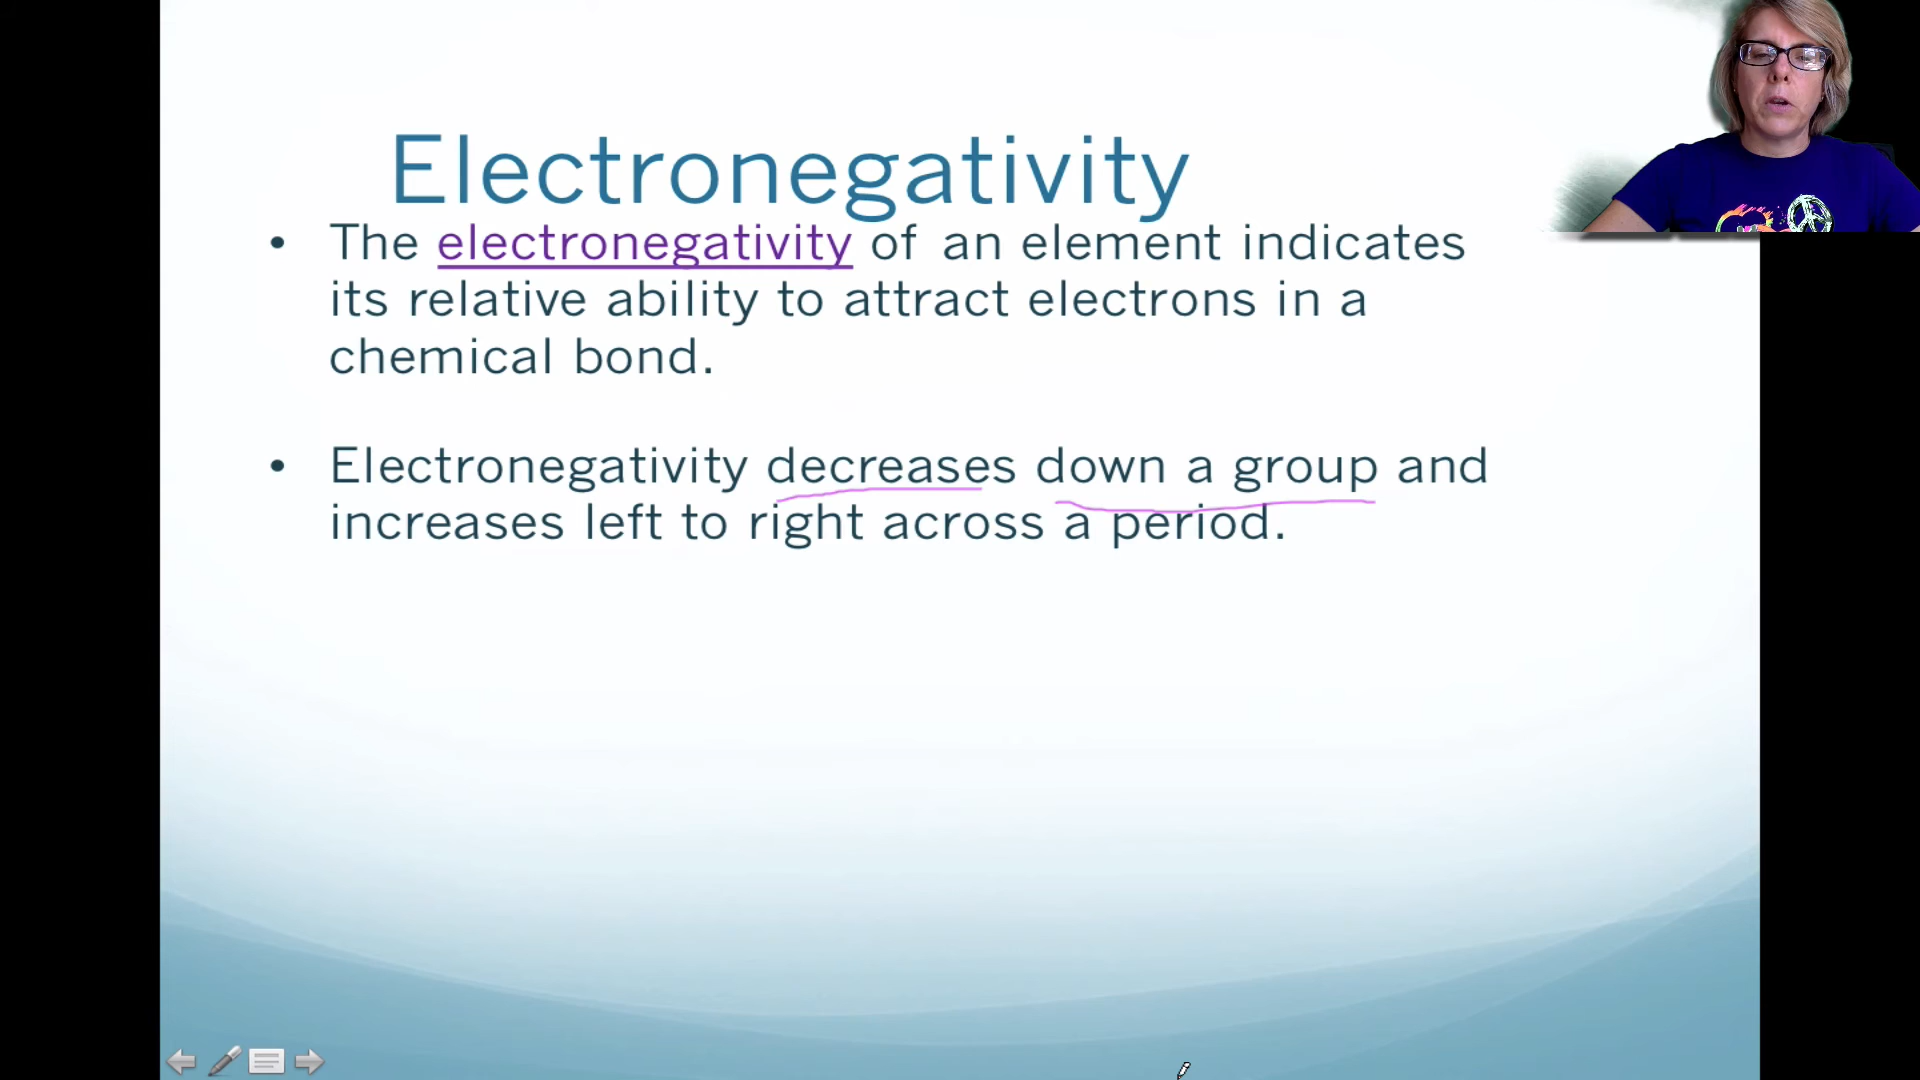 Electronegativity
• The electronegativity of an element indicates
its relative ability to attract electrons in a
chemical bond.
• Electronegativity decreases down a group and
increases left to right across a period.